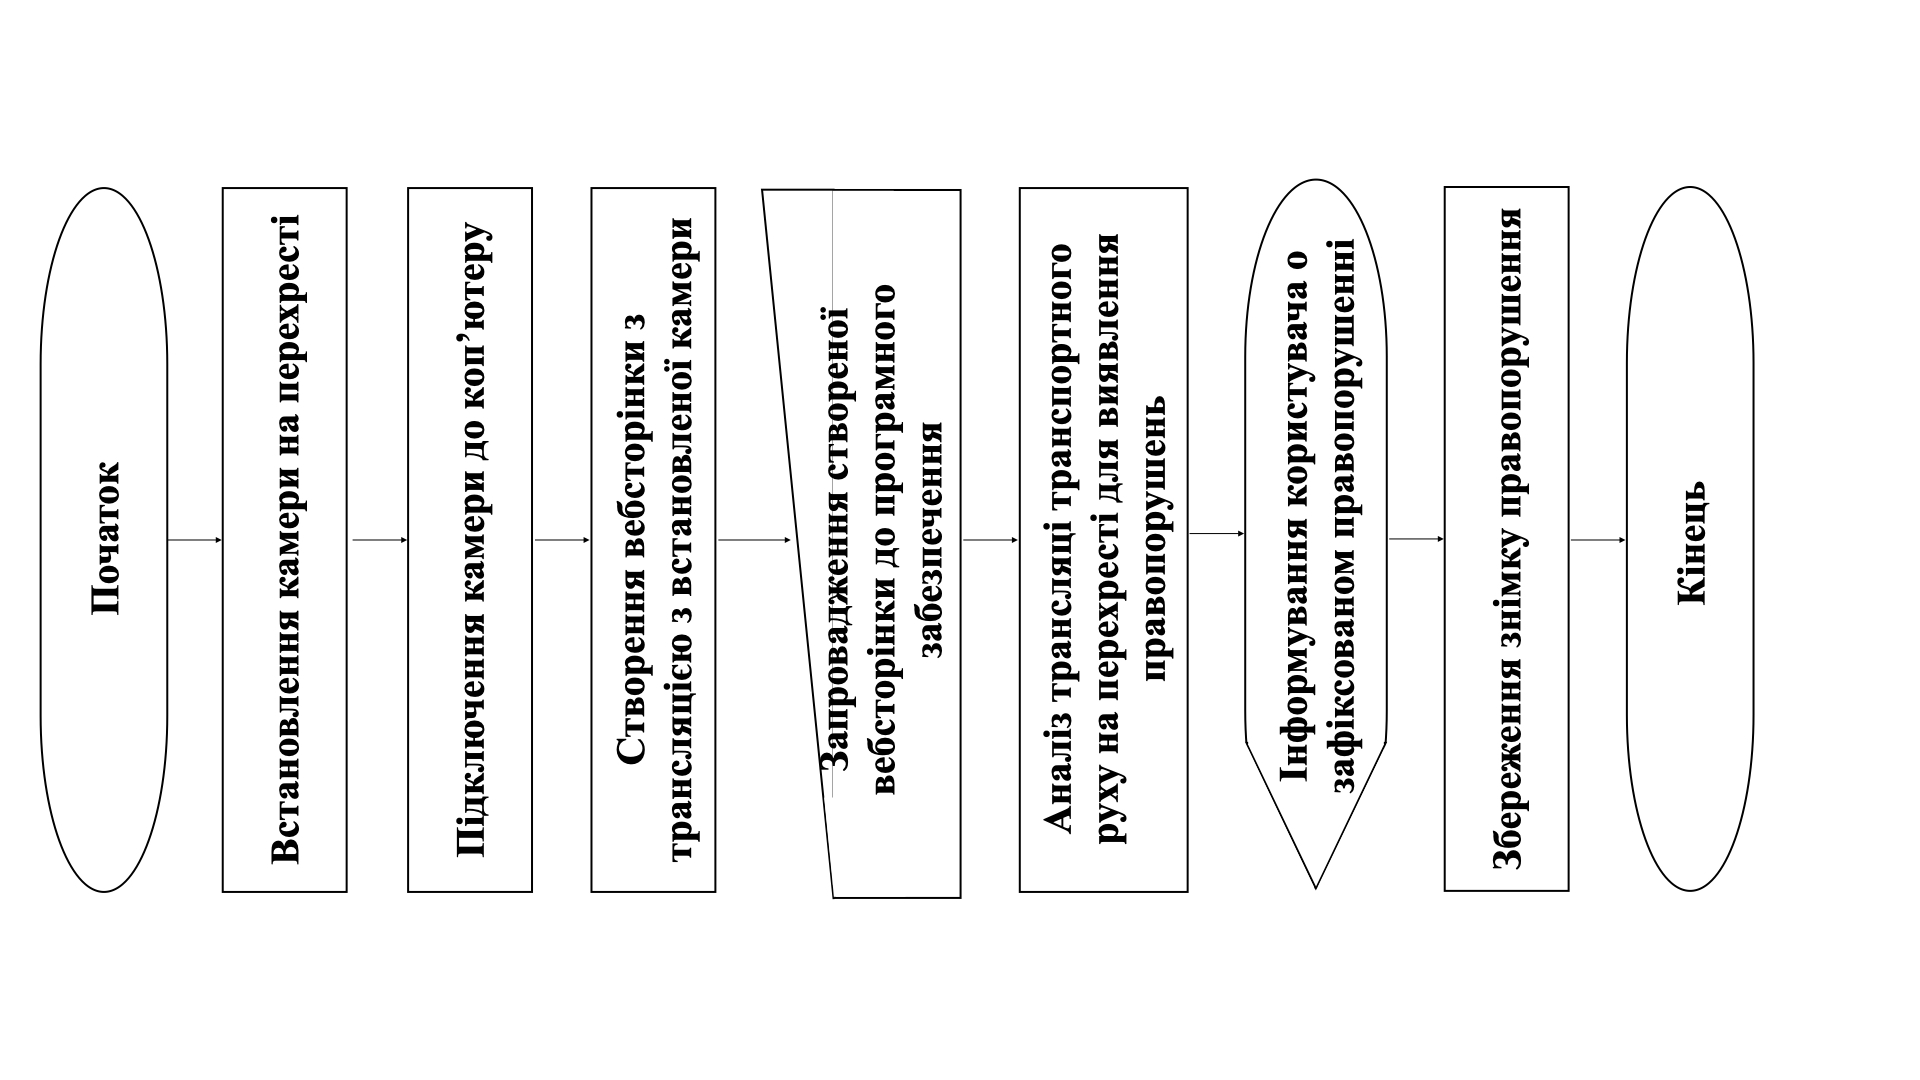 Початок
Встановлення камери на перехресті
Підключення камери до коп’ютеру
Створення вебсторінки з
трансляцією з встановленої камери
Запровадження створеної
вебсторінки до програмного
забезпечення
Аналіз трансляці транспортного
руху на перехресті для виявлення
правопорушень
Інформування користувача о
зафіксованом правопорушенні
Збереження знімку правопорушення
Кінець